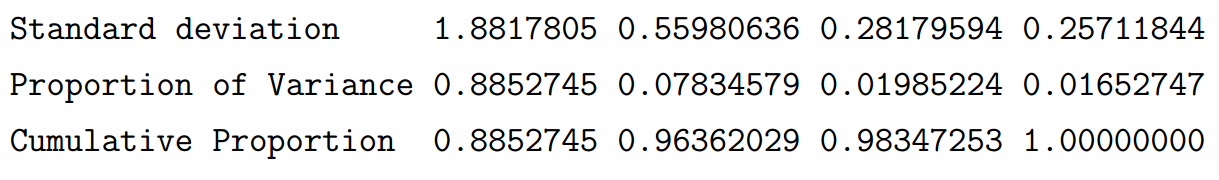 Standard deviation 1.8817805 0.55980636 0.28179594 0.25711844
Proportion of Variance 0.8852745 0.07834579 0.01985224 0.01652747
Cumulative Proportion 0.8852745 0.96362029 0.98347253 1.00000000